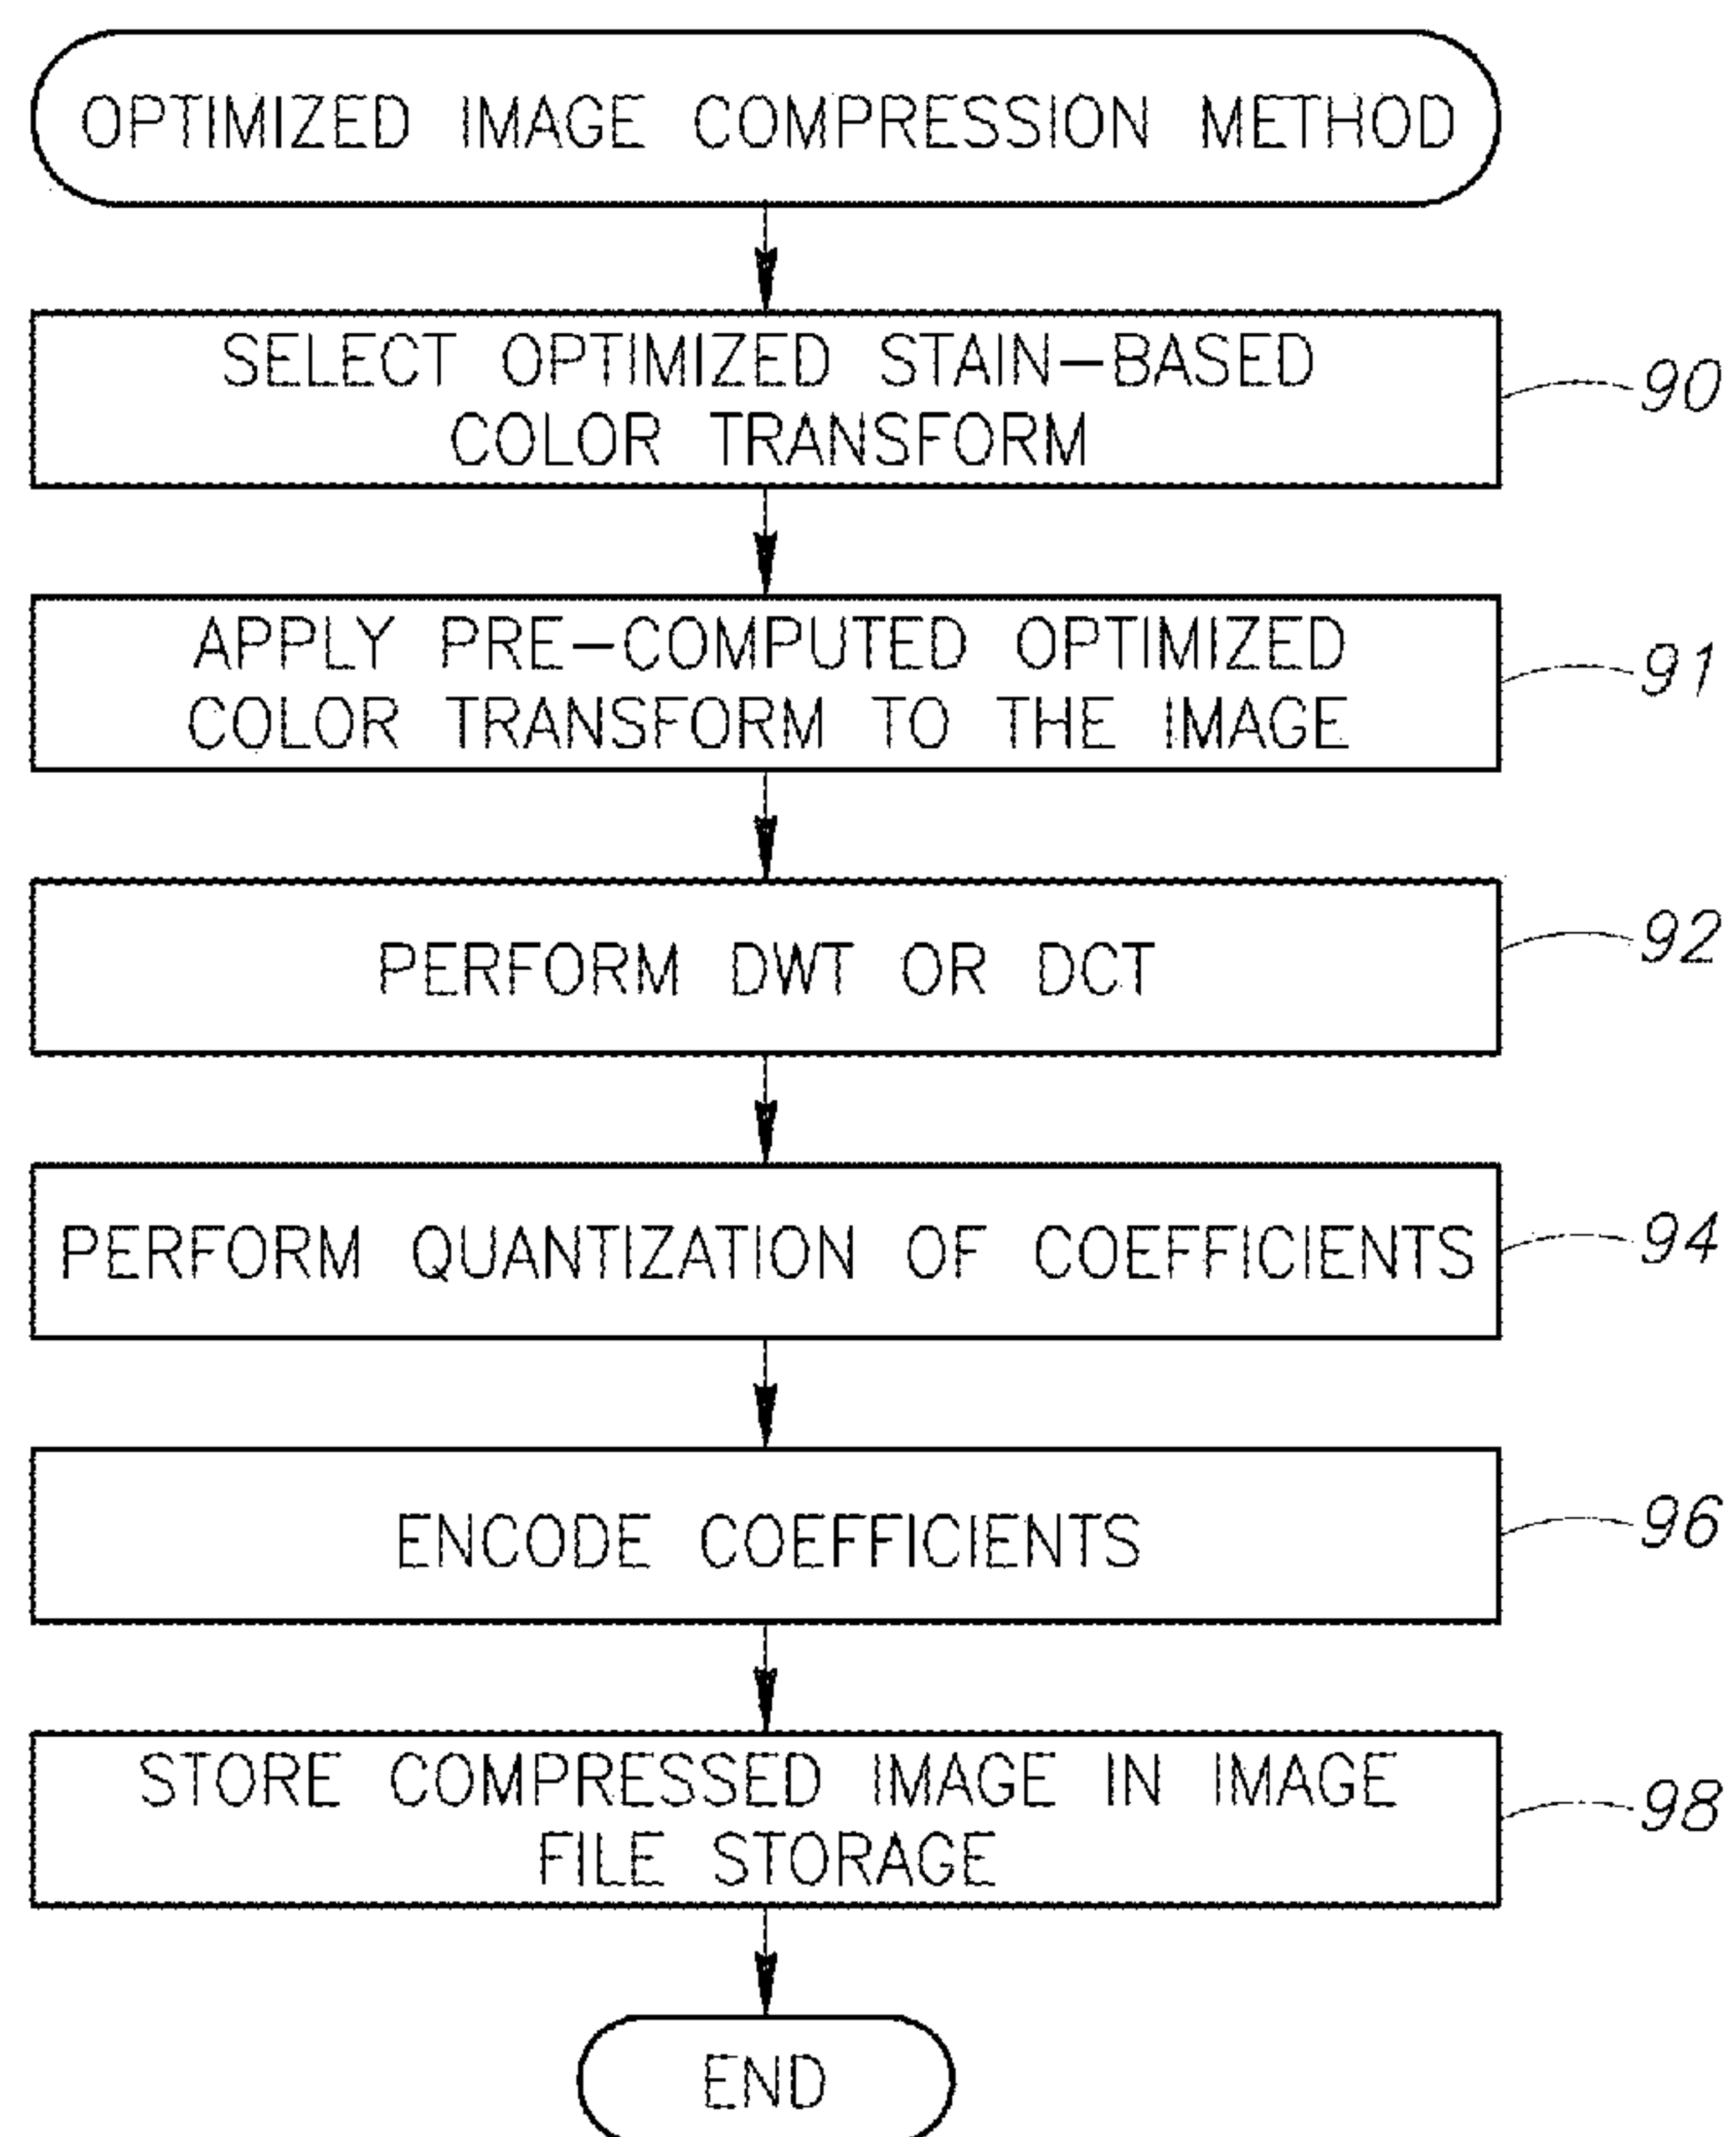 OPTIMIZED IMAGE COMPRESSION METHOD
SELECT OPTIMIZED STAIN-BASED
COLOR TRANSFORM
90
APPLY PRE-COMPUTED OPTIMIZED
COLOR TRANSFORM TO THE IMAGE
91
PERFORM DWT OR DCT
92
PERFORM QUANTIZATION OF COEFFICIENTS
94
ENCODE COEFFICIENTS
96
STORE COMPRESSED IMAGE IN IMAGE
FILE STORAGE
98
END